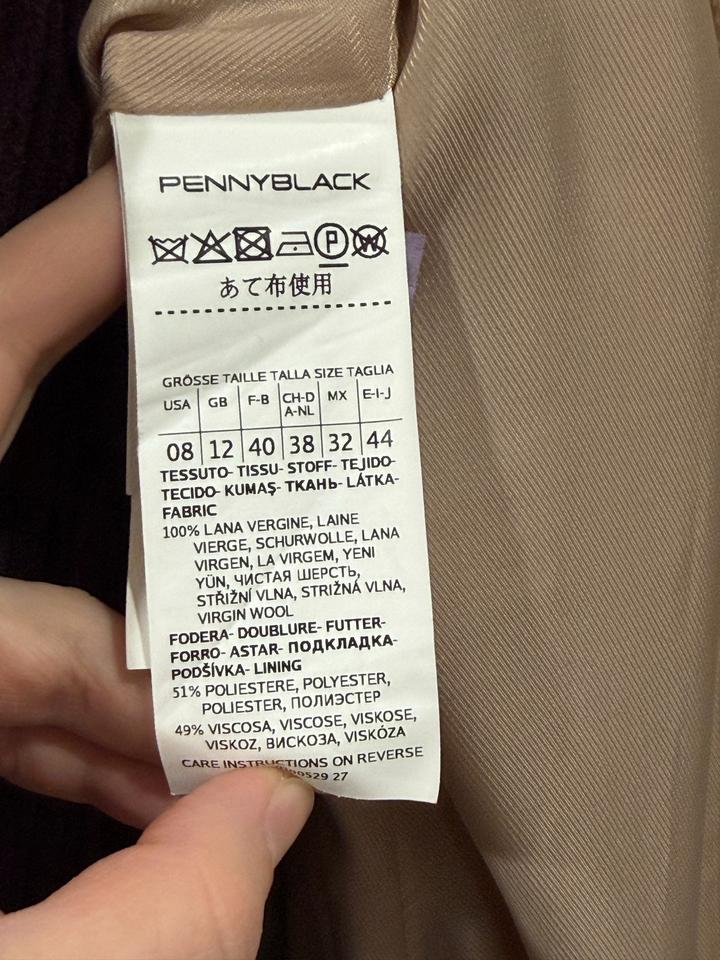 PENNYBLACK
P W
あて布使用
GRÖSSE TAILLE TALLA SIZE TAGLIA
USA GB F-B CH-D A-NL MX E-I-J
08 12 40 38 32 44
TESSUTO- TISSU- STOFF- TEJIDO-
TECIDO- KUMAŞ- ТКАНЬ- LÁTKA-
FABRIC
100% LANA VERGINE, LAINE
VIERGE, SCHURWOLLE, LANA
VIRGEN, LA VIRGEM, YENI
YÜN, ЧИСТАЯ ШЕРСТЬ,
STŘIŽNÍ VLNA, STRIŽNÁ VLNA,
VIRGIN WOOL
FODERA- DOUBLURE- FUTTER-
FORRO- ASTAR- ПОДКЛАДКА-
PODŠÍVKA- LINING
51% POLIESTERE, POLYESTER,
POLIESTER, ПОЛИЭСТЕР
49% VISCOSA, VISCOSE, VISKOSE,
VISKOZ, ВИСКОЗА, VISKÓZA
CARE INSTRUCTIONS ON REVERSE
27